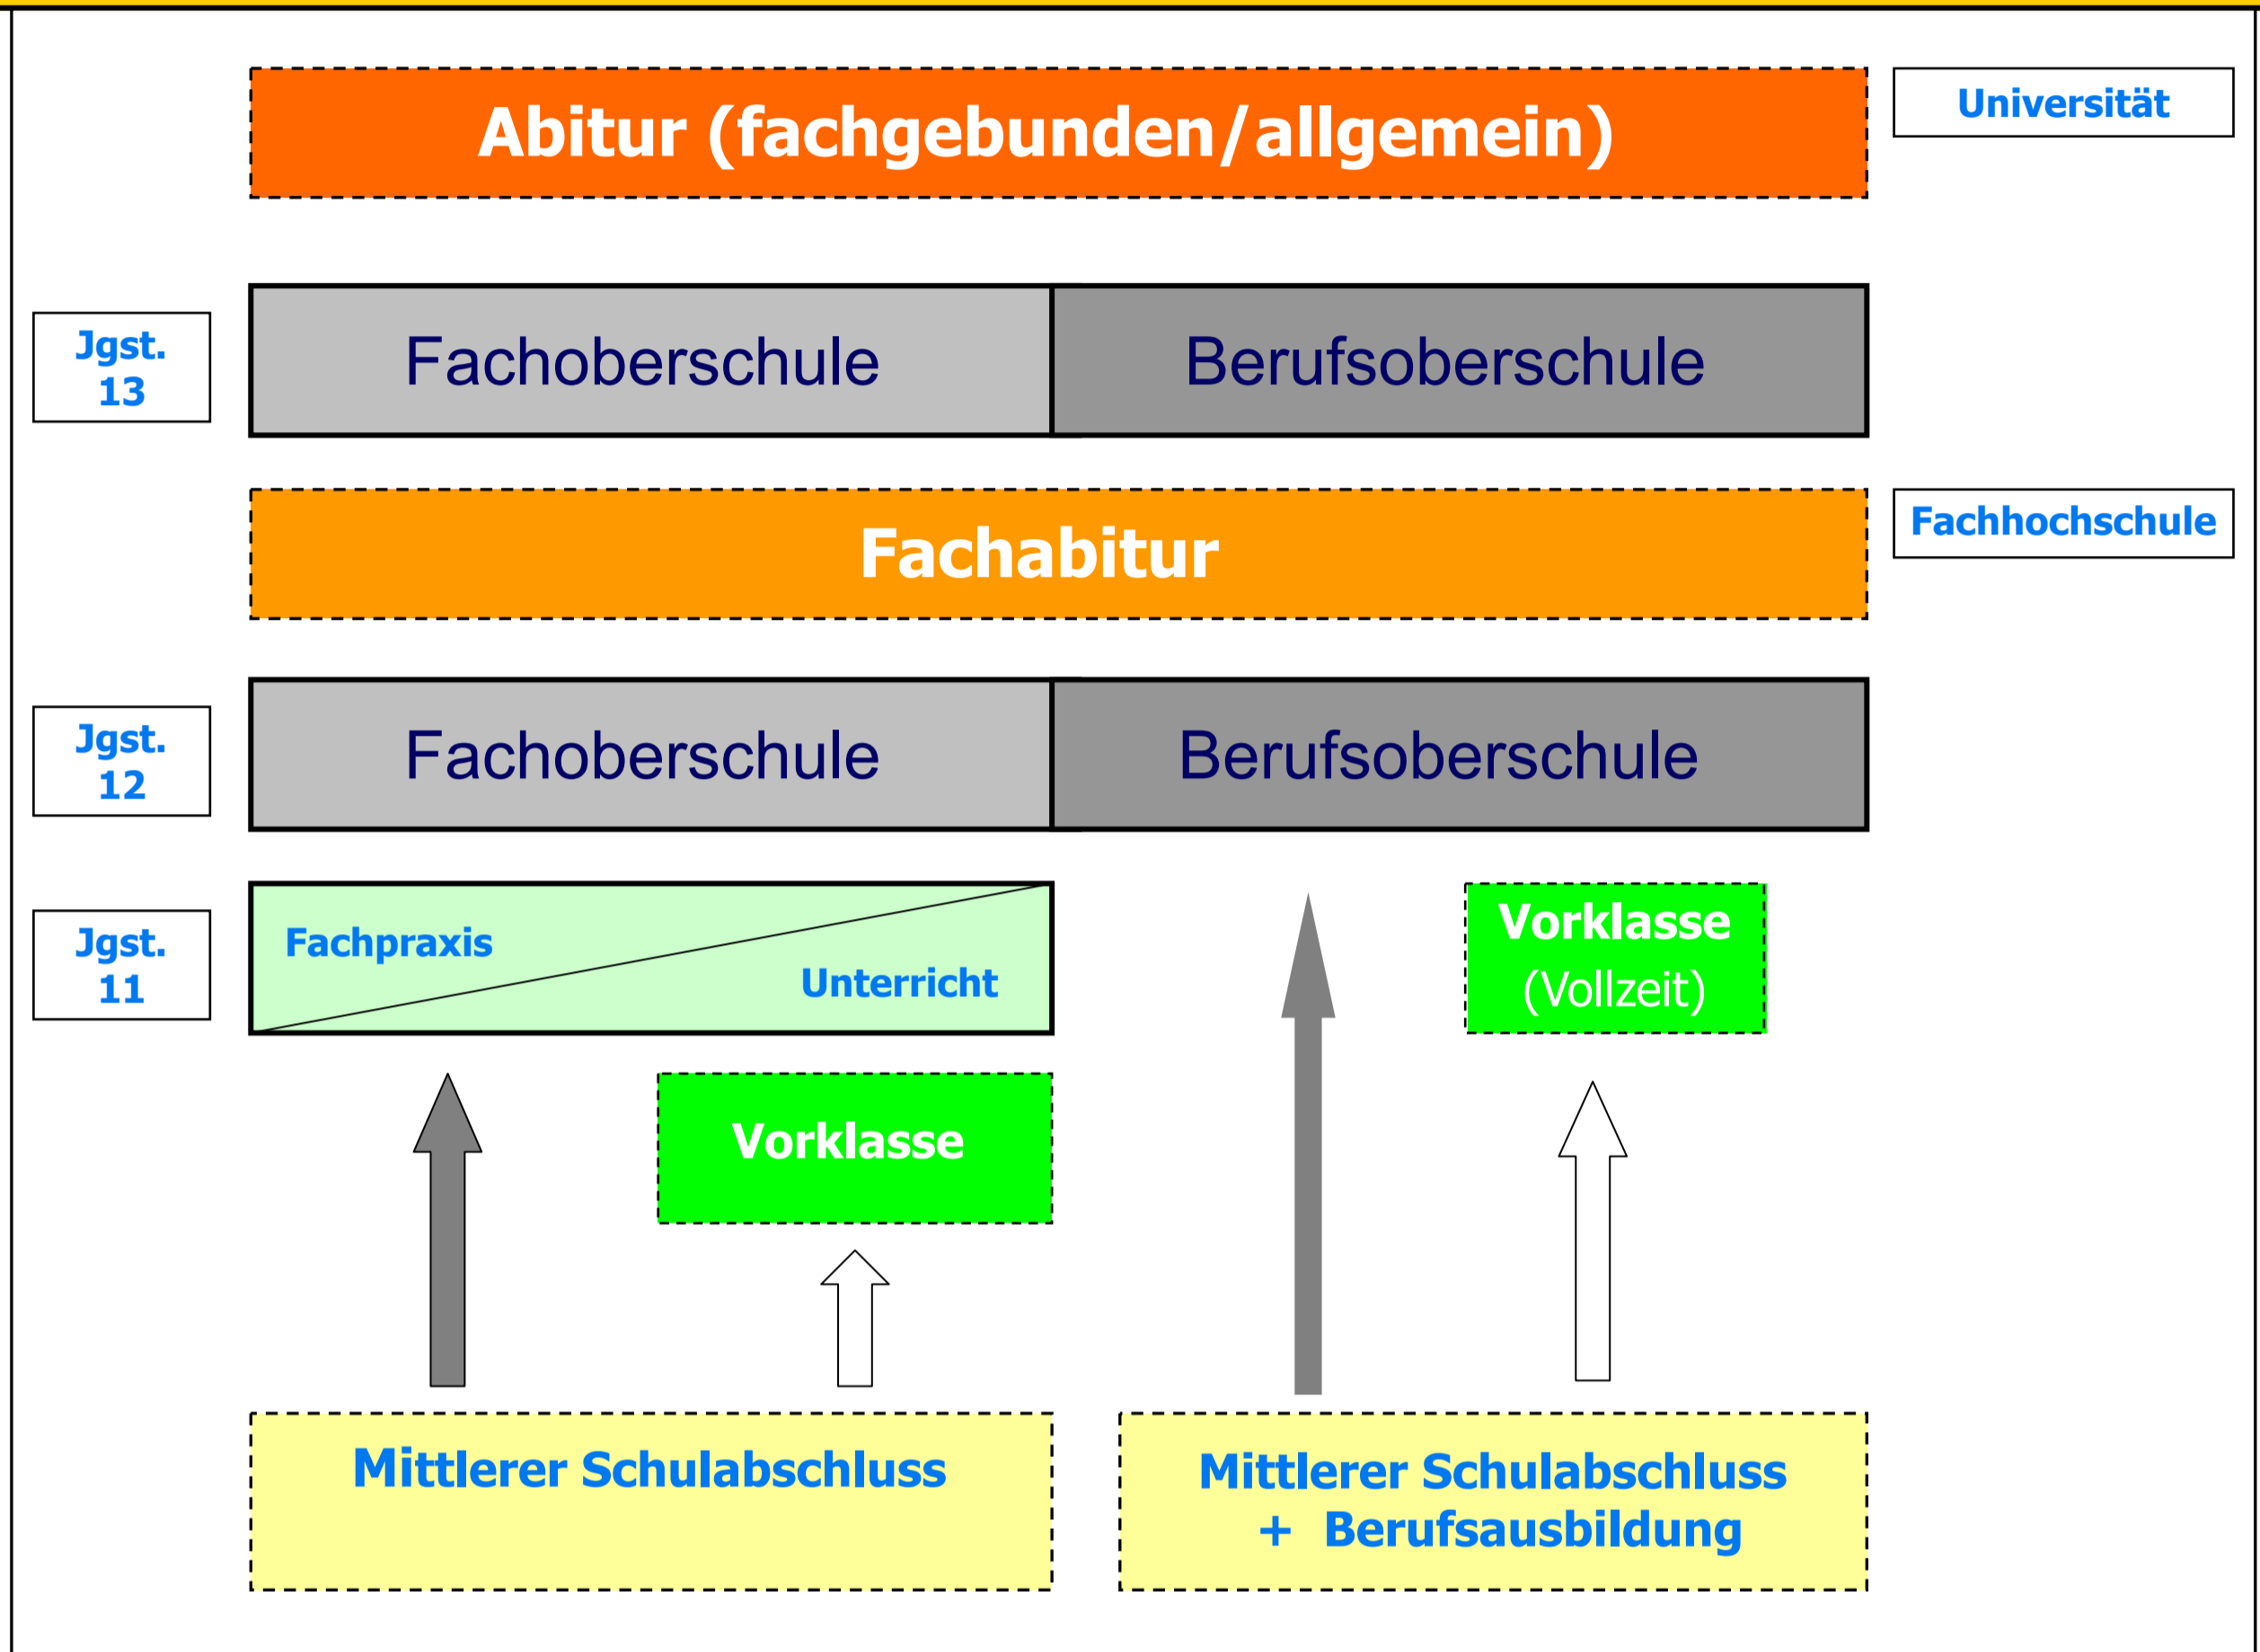 Abitur (fachgebunden/allgemein)
Universität
Jgst.
13
Fachoberschule
Berufsoberschule
Fachabitur
Fachhochschule
Jgst.
12
Fachoberschule
Berufsoberschule
Jgst.
11
Fachpraxis
Unterricht
Vorklasse
(Vollzeit)
Vorklasse
Mittlerer Schulabschluss
Mittlerer Schulabschluss
+ Berufsausbildung